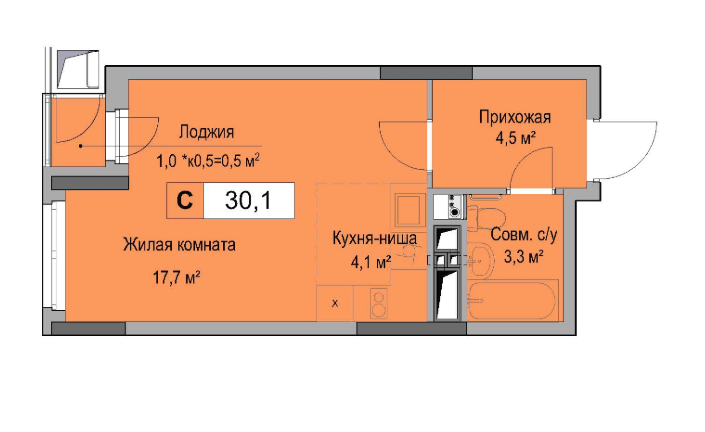 Прихожая
4,5 м²
Лоджия
1,0 *к0,5=0,5 м²
С 30,1
Жилая комната
17,7 м²
Кухня-ниша
4,1 м²
Совм. с/у
3,3 м²
х